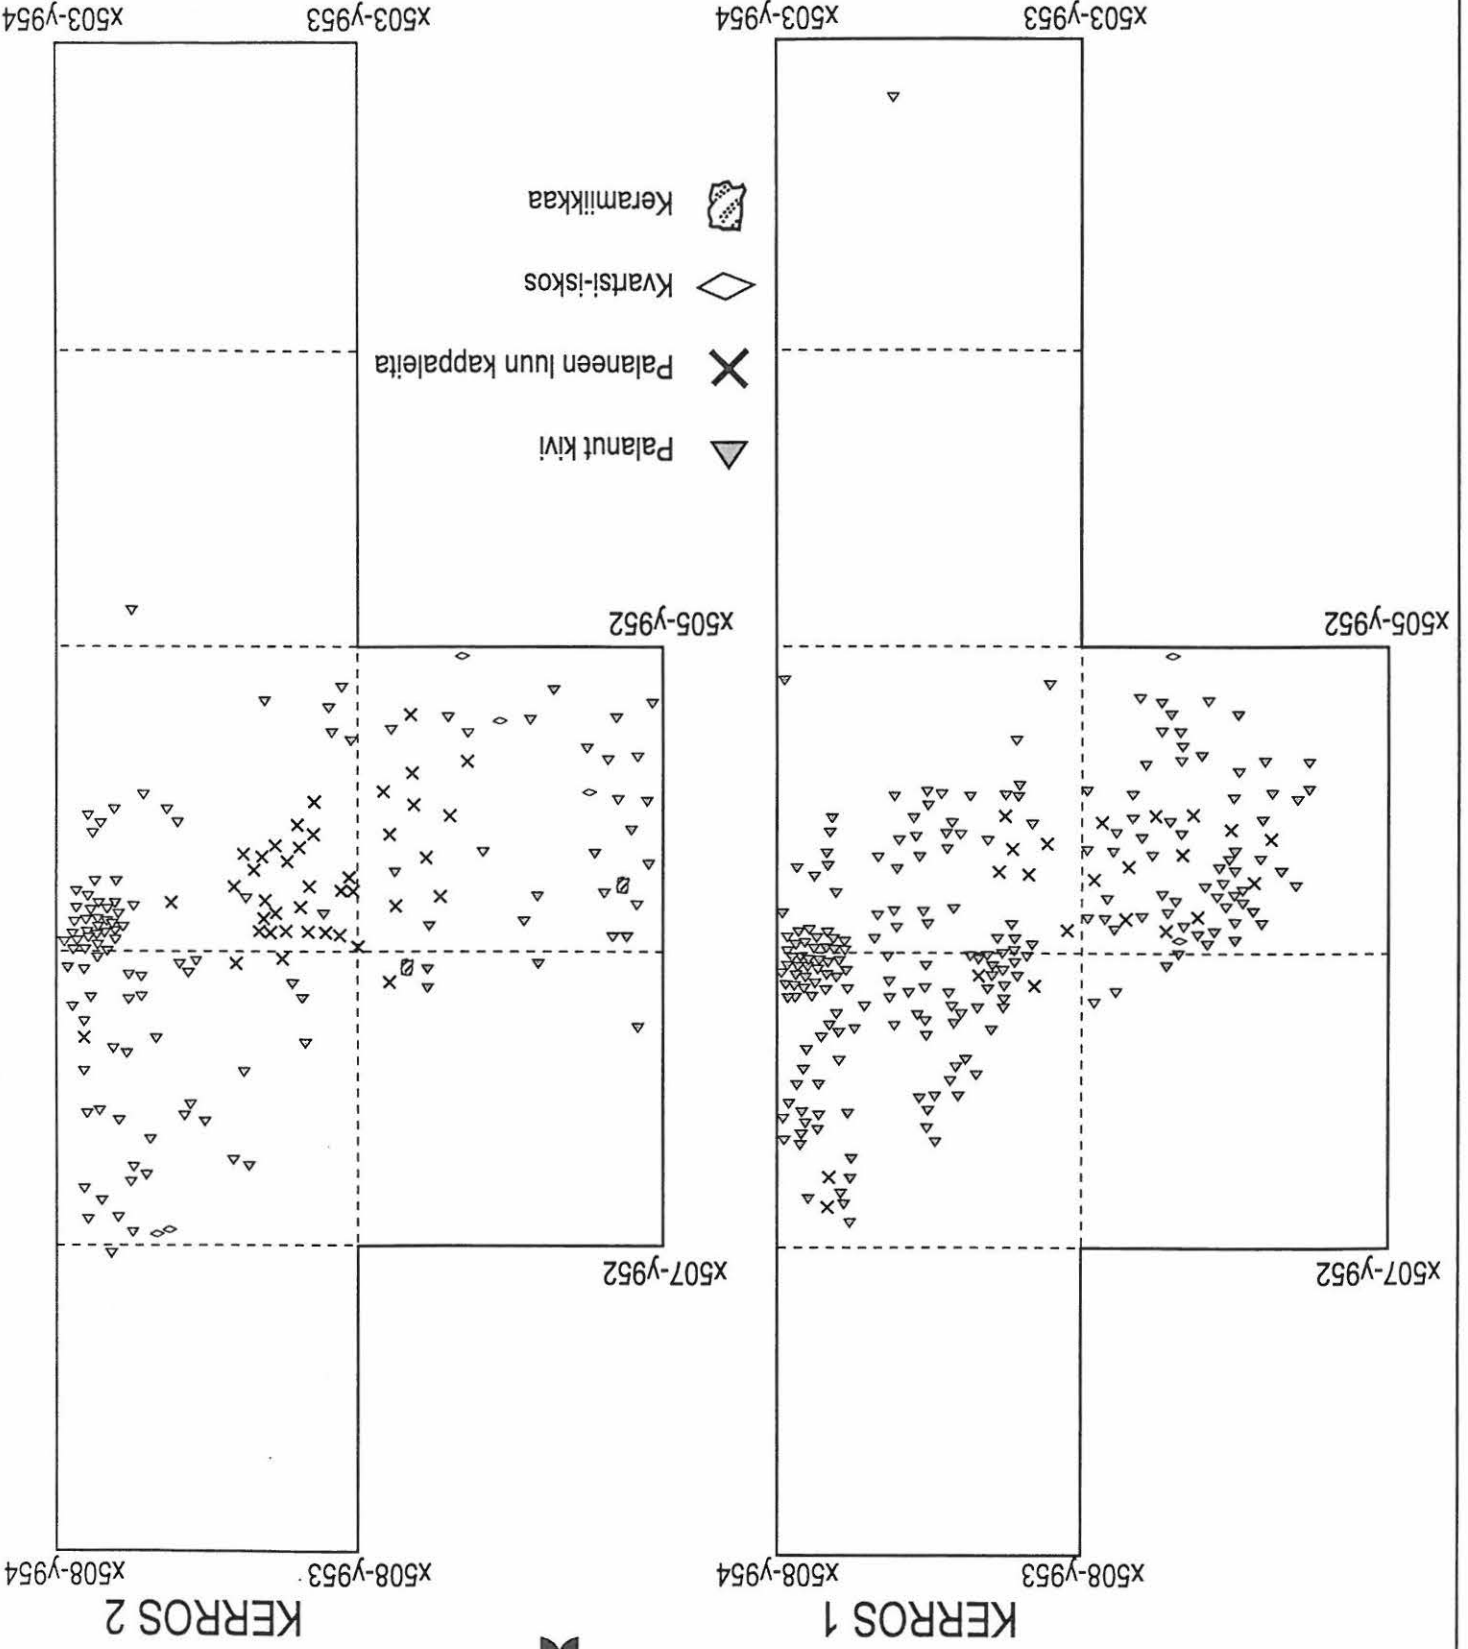 KERROS 1
KERROS 2
x508-y953
x508-y954
x508-y953
x508-y954
x507-y952
x507-y952
x505-y952
x505-y952
Palanut kivi
Palaneen luun kappaleita
Kvartsi-iskos
Keramiikkaa
x503-y953
x503-y954
x503-y953
x503-y954